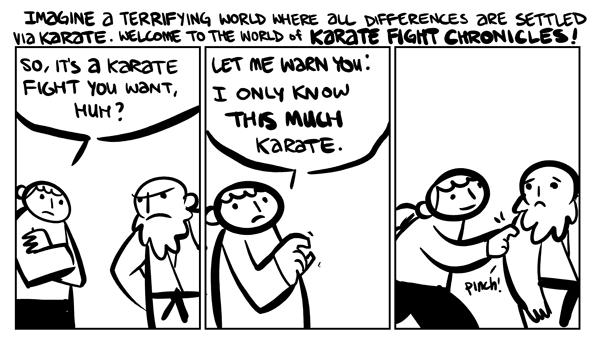 IMAGINE a TERRIFYING WORLD WHERE ALL DIFFERENCES ARE SETTLED
VIA KARATE. WELCOME TO THE WORLD of KARATE FIGHT CHRONICLES!
SO, IT'S a KARATE
FIGHT YOU WANT,
HUH?
LET ME WARN YOU:
I ONLY KNOW
THIS MUCH
KARATE.
pinch!